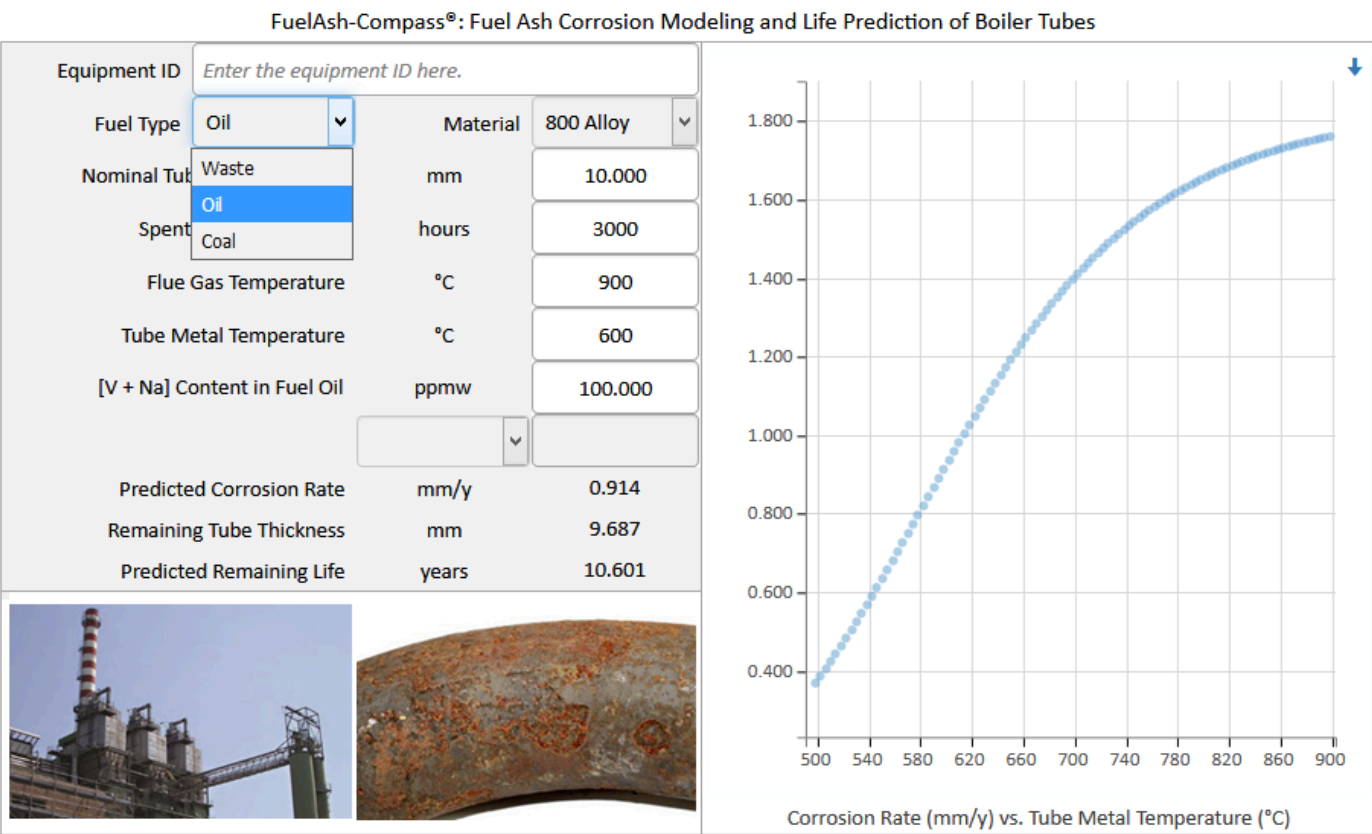 FuelAsh-Compass®: Fuel Ash Corrosion Modeling and Life Prediction of Boiler Tubes
Equipment ID Enter the equipment ID here.
Fuel Type Oil Material 800 Alloy
Waste
Nominal Tub mm 10.000
Oil
Spent hours 3000
Coal
Flue Gas Temperature °C 900
Tube Metal Temperature °C 600
[V + Na] Content in Fuel Oil ppmw 100.000
Predicted Corrosion Rate mm/y 0.914
Remaining Tube Thickness mm 9.687
Predicted Remaining Life years 10.601
1.800
1.600
1.400
1.200
1.000
0.800
0.600
0.400
500 540 580 620 660 700 740 780 820 860 900
Corrosion Rate (mm/y) vs. Tube Metal Temperature (°C)